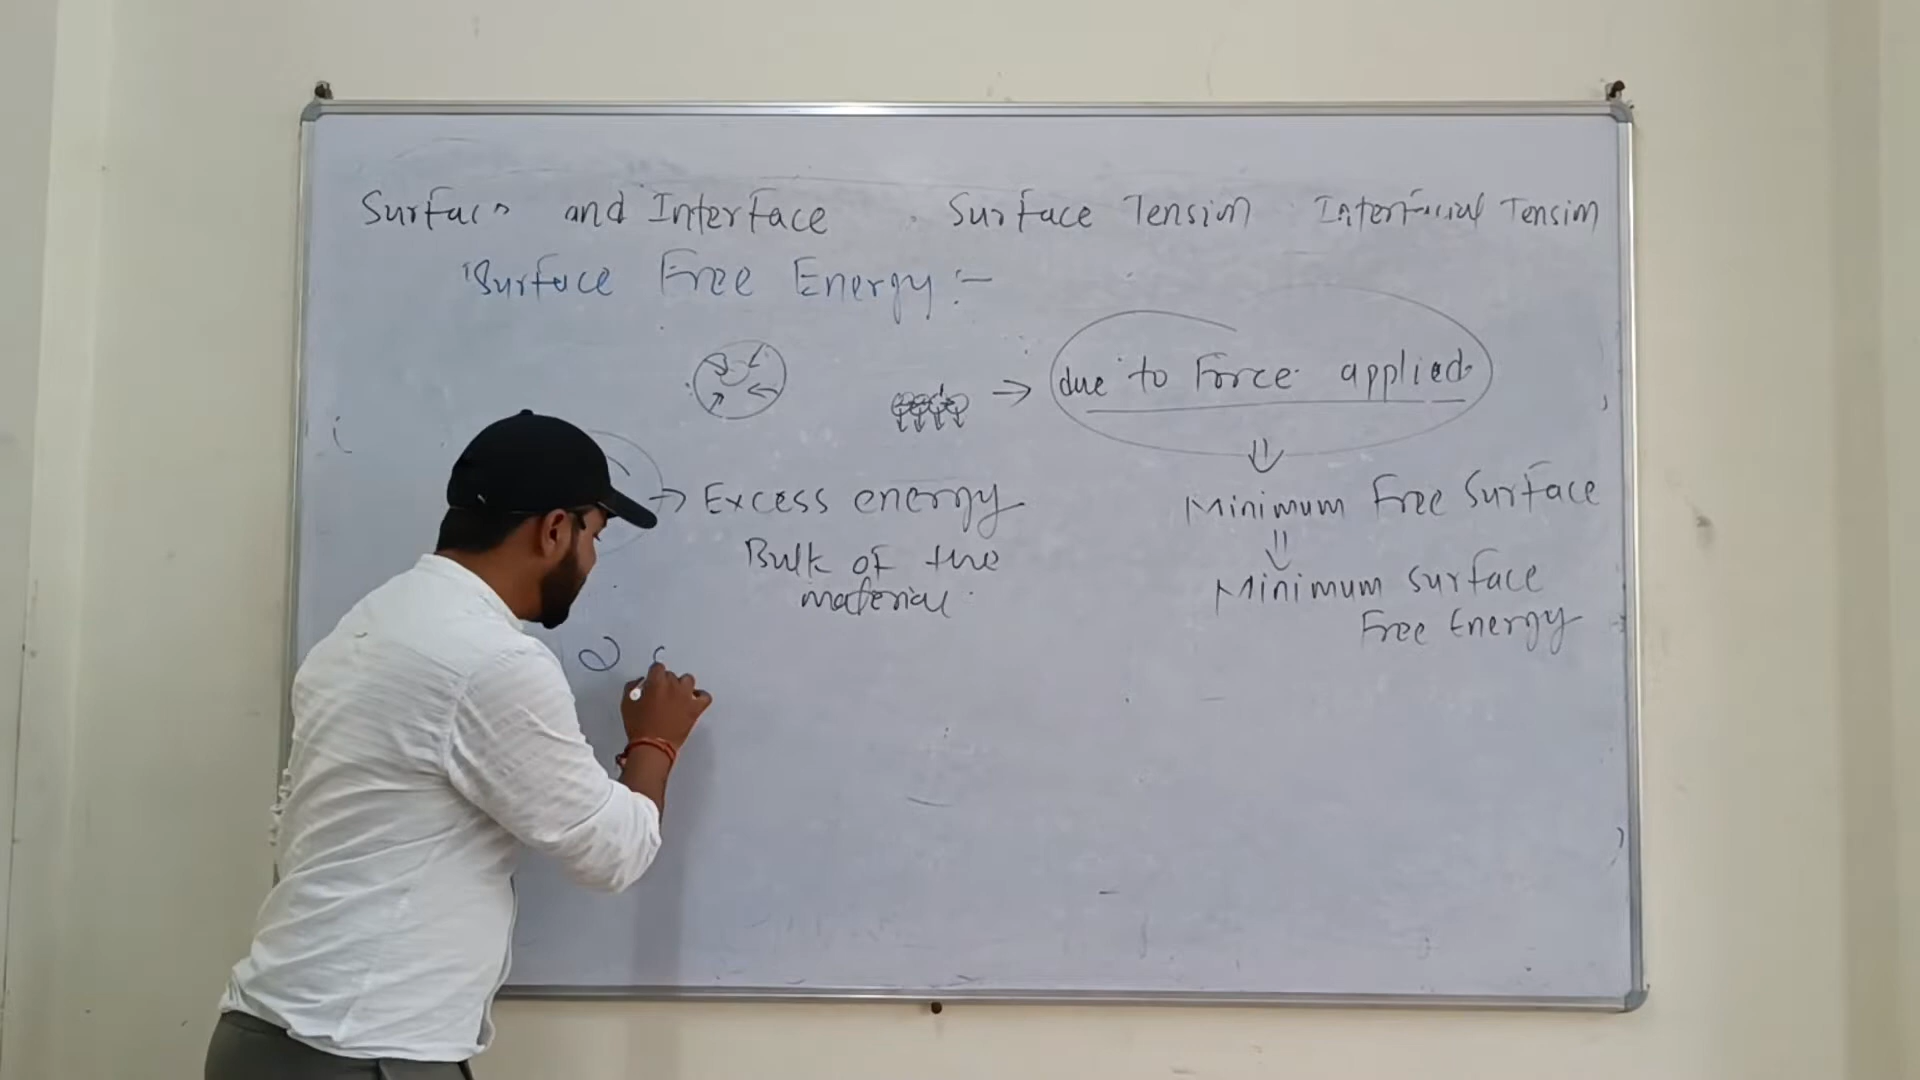 Surface and Interface Surface Tension Interfacial Tension
Surface Free Energy :-
→ due to Force applied
⇓
→ Excess energy
Minimum Free Surface
Bulk of the
material
⇓
Minimum surface
Free Energy